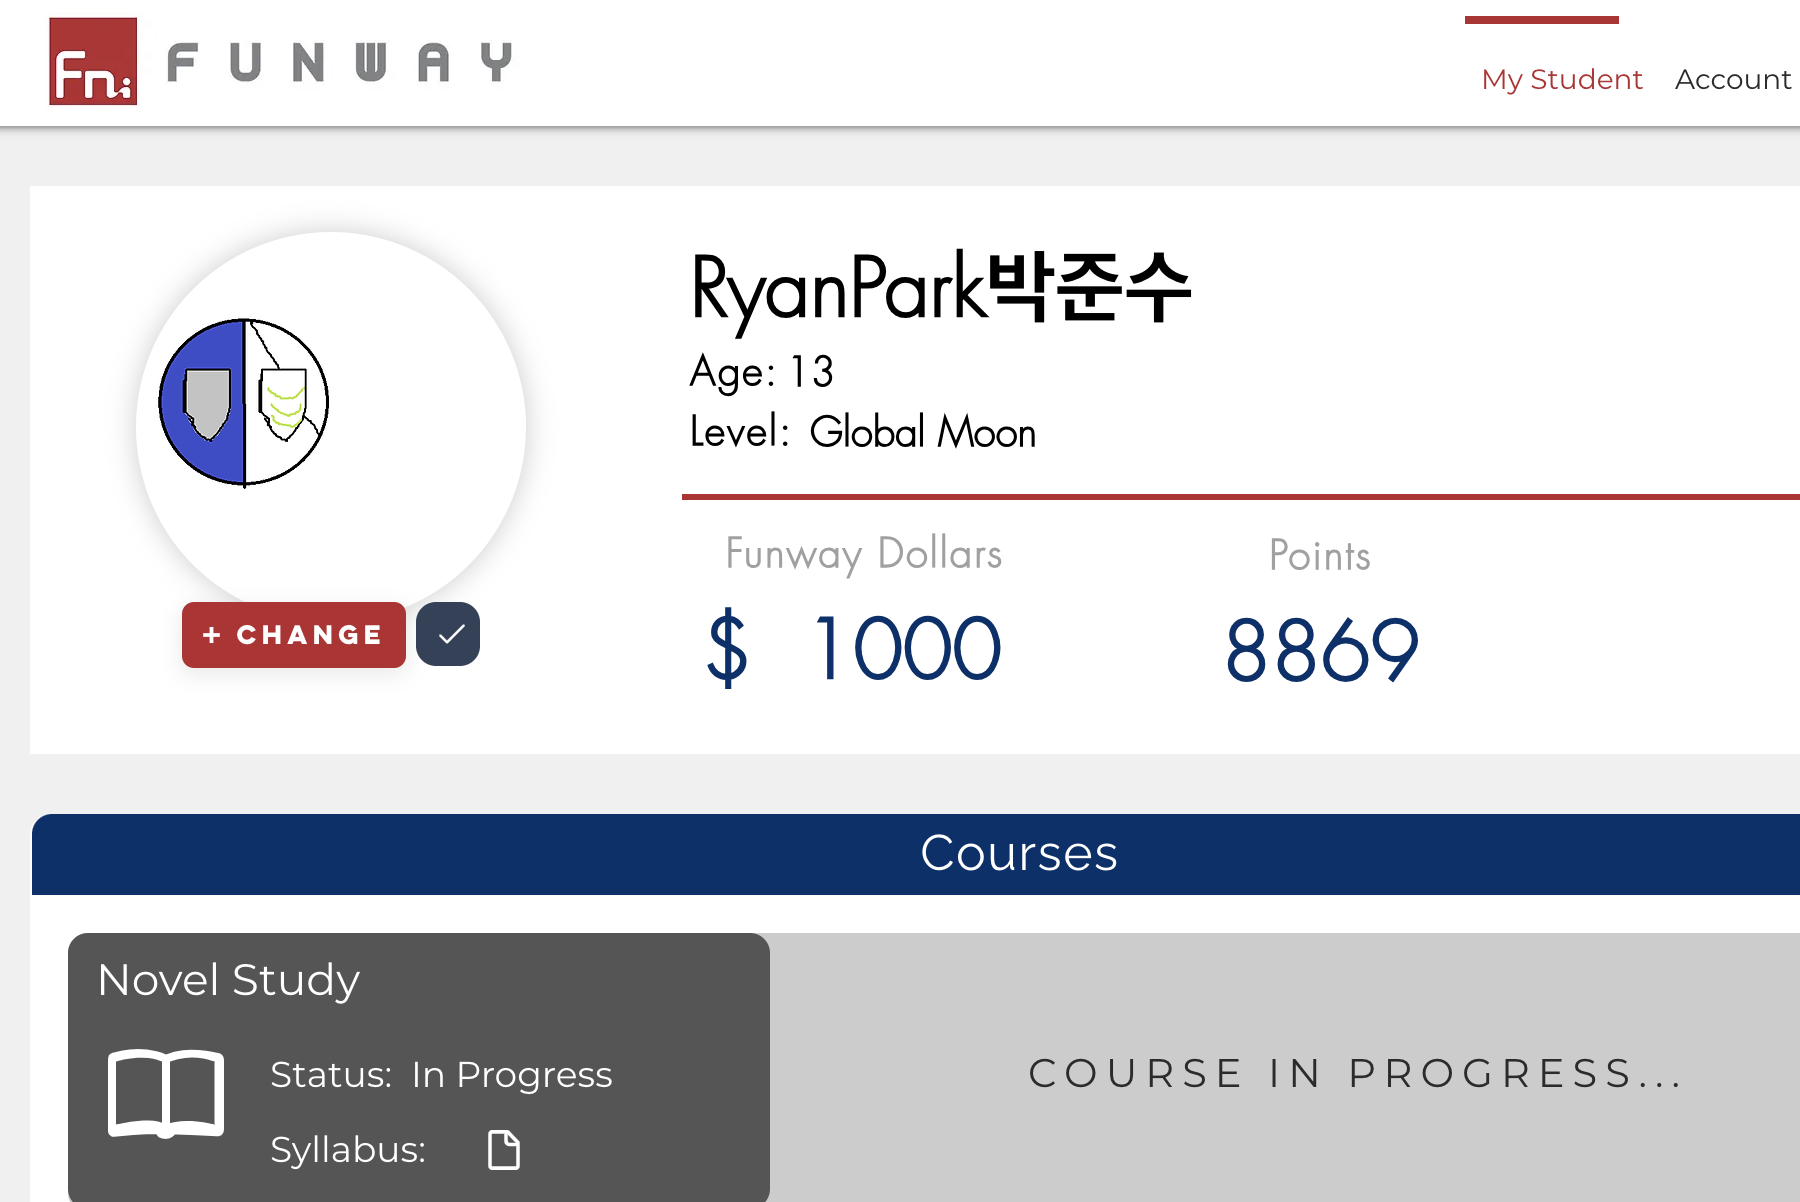 Fn; FUNWAY
My Student Account
RyanPark박준수
Age: 13
Level: Global Moon
Funway Dollars Points
$ 1000 8869
+ CHANGE
Courses
Novel Study
Status: In Progress
COURSE IN PROGRESS...
Syllabus: